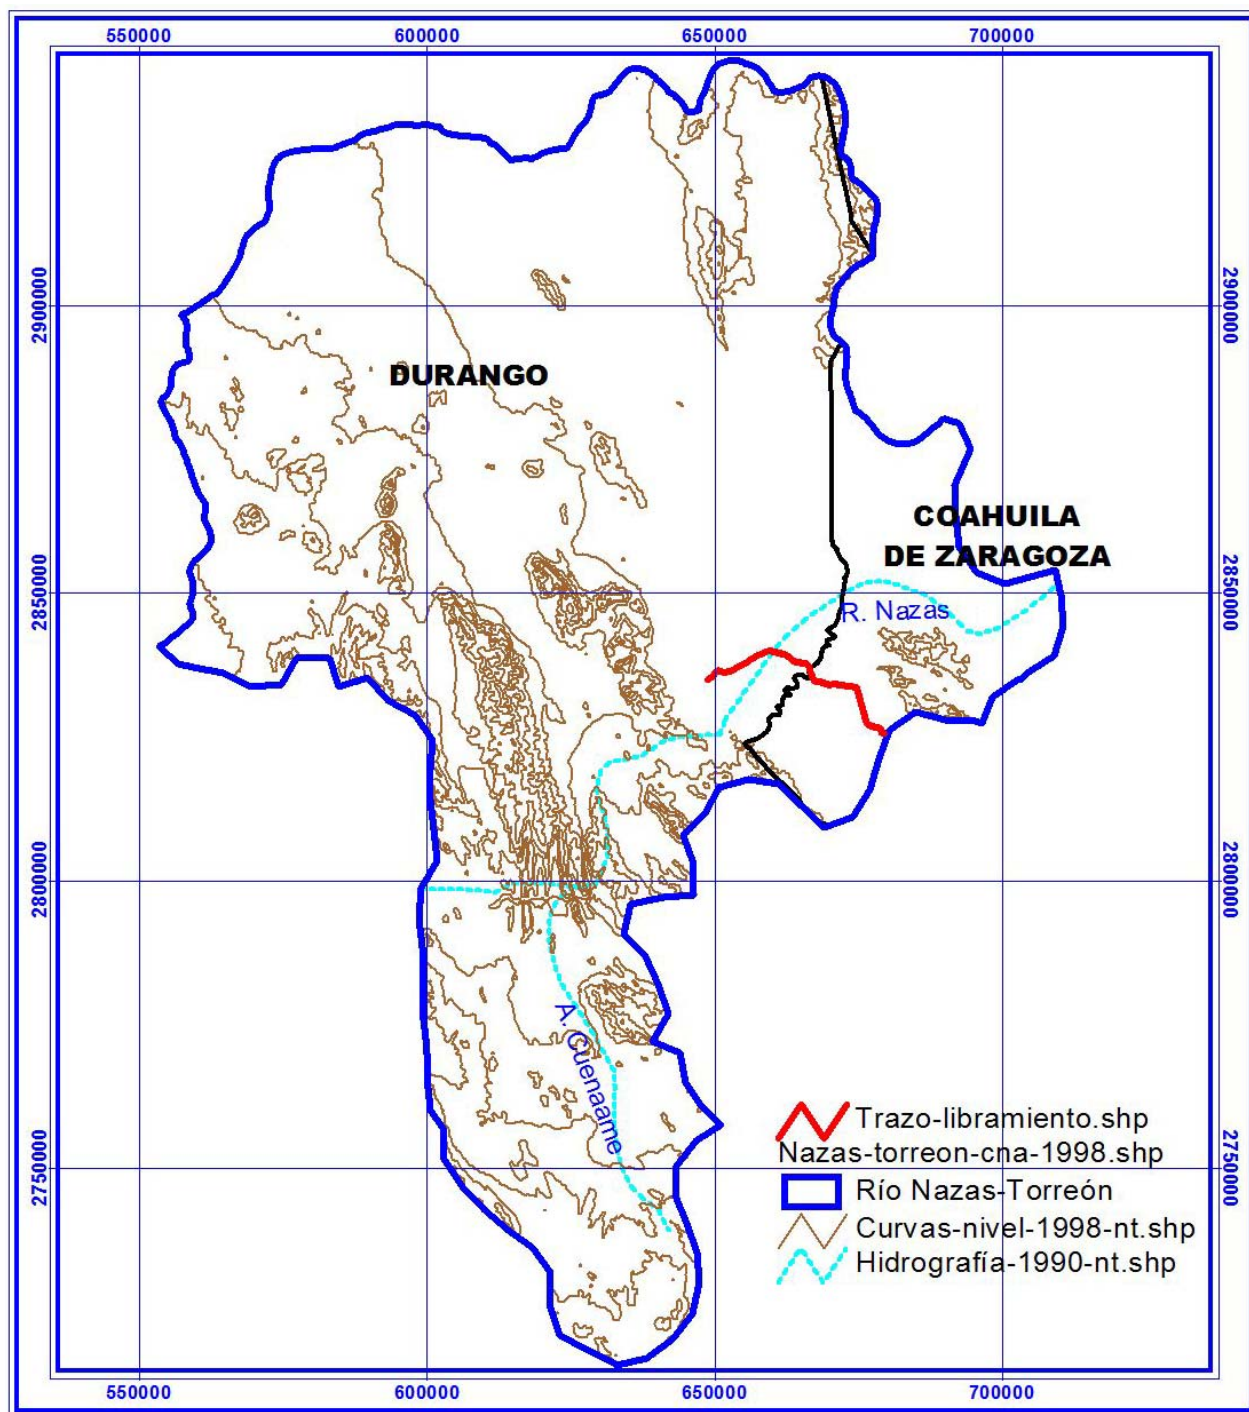 550000 600000 650000 700000
2900000
2900000
DURANGO
COAHUILA
DE ZARAGOZA
2850000
2850000
R. Nazas
2800000
2800000
A. Cuenaame
Trazo-libramiento.shp
Nazas-torreon-cna-1998.shp
2750000
2750000
Río Nazas-Torreón
Curvas-nivel-1998-nt.shp
Hidrografía-1990-nt.shp
550000 600000 650000 700000